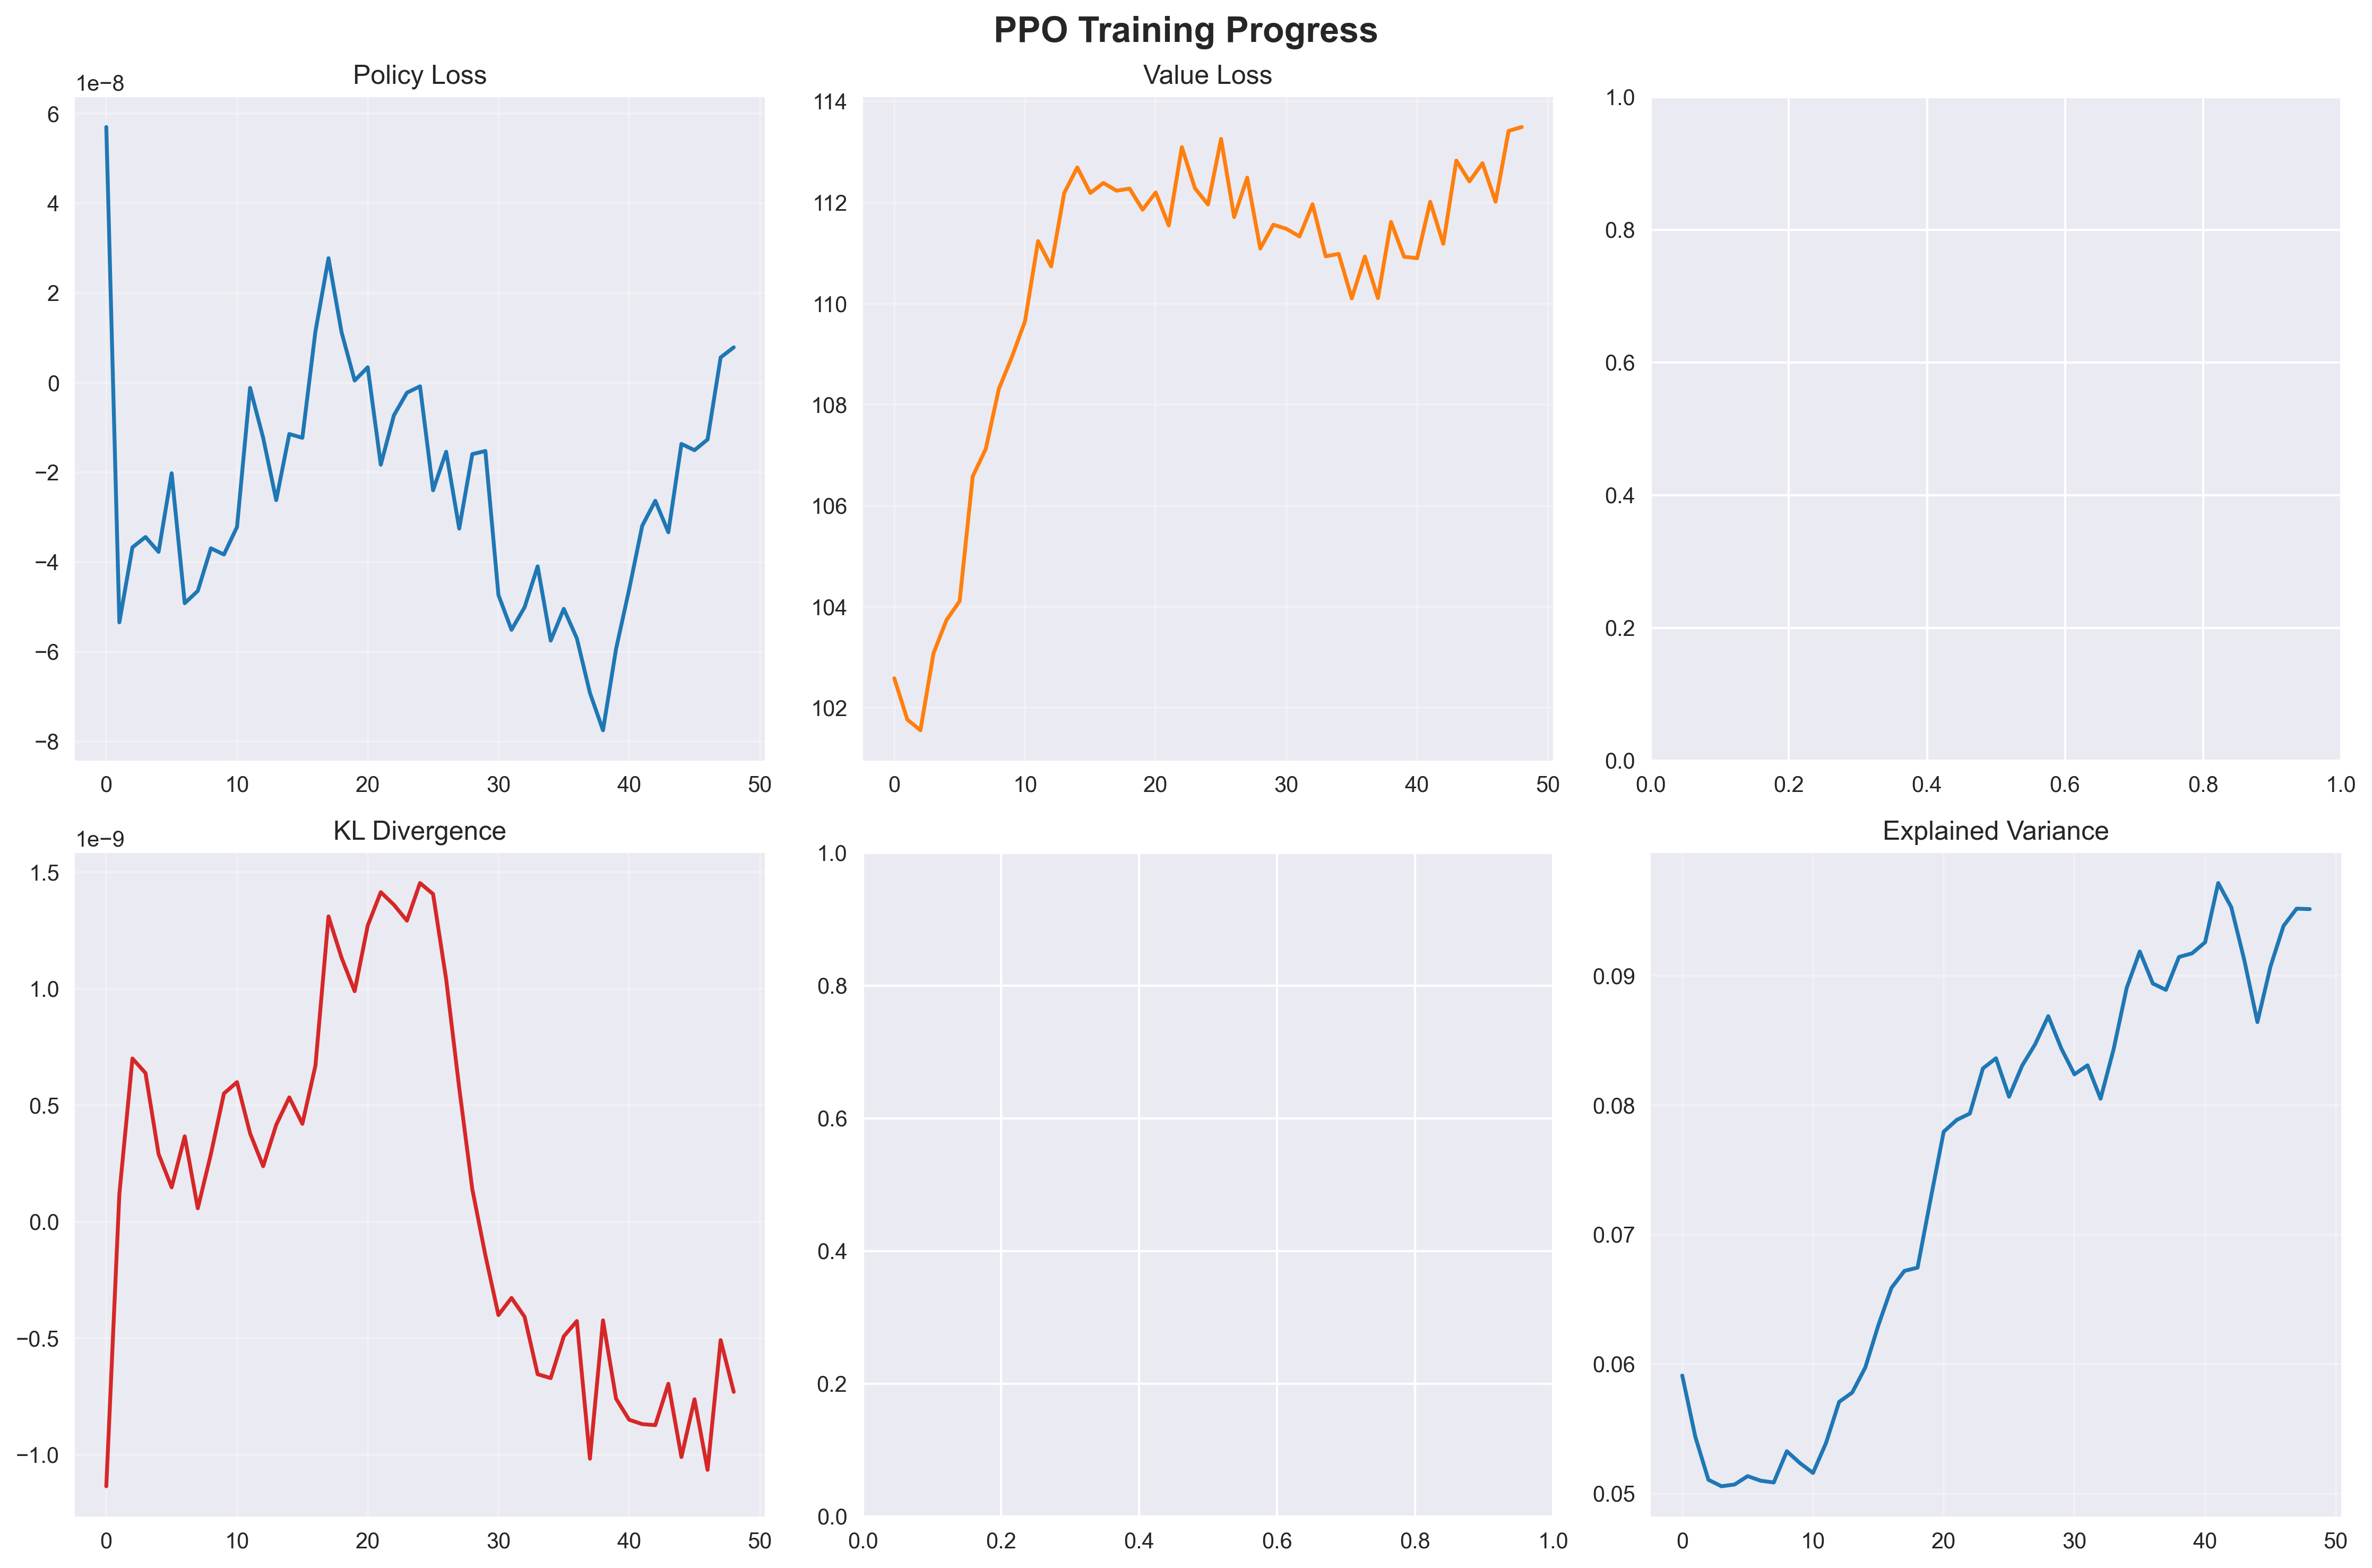 PPO Training Progress
Policy Loss
1e−8
6
4
2
0
−2
−4
−6
−8
0 10 20 30 40 50
Value Loss
114
112
110
108
106
104
102
0 10 20 30 40 50
1.0
0.8
0.6
0.4
0.2
0.0
0.0 0.2 0.4 0.6 0.8 1.0
KL Divergence
1e−9
1.5
1.0
0.5
0.0
−0.5
−1.0
0 10 20 30 40 50
1.0
0.8
0.6
0.4
0.2
0.0
0.0 0.2 0.4 0.6 0.8 1.0
Explained Variance
0.09
0.08
0.07
0.06
0.05
0 10 20 30 40 50